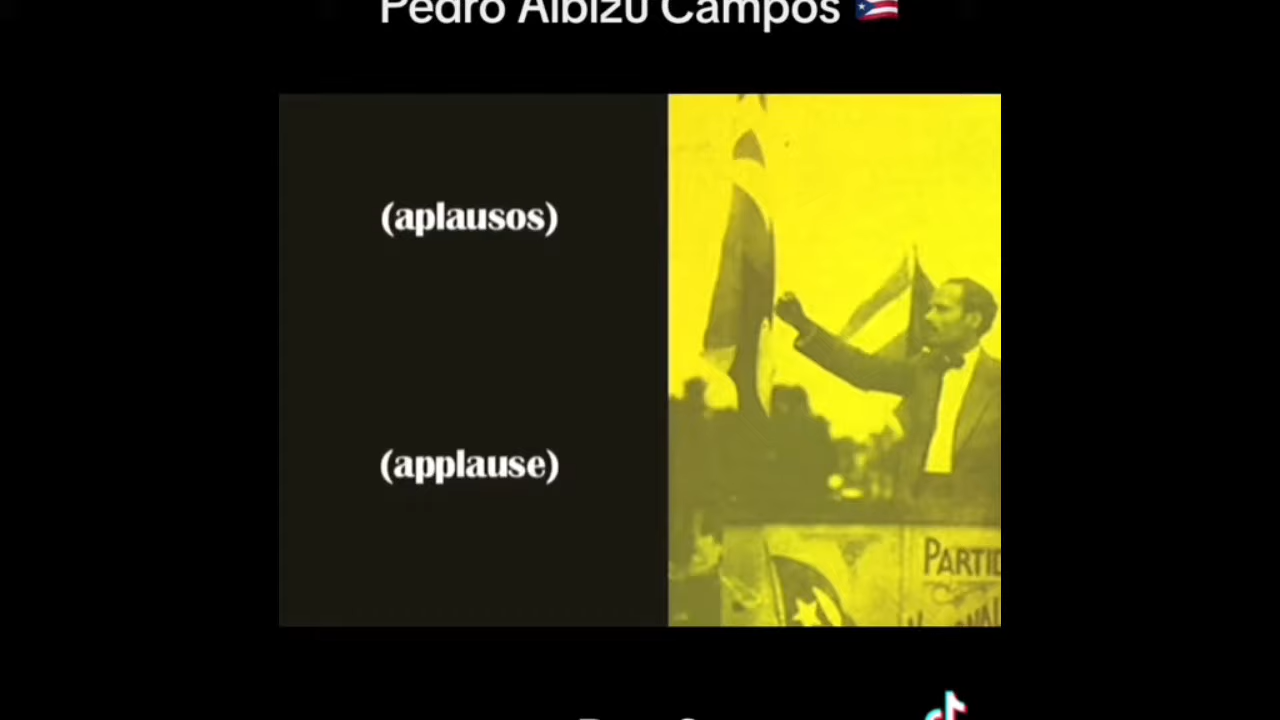 Pedro Albizu Campos 🇵🇷
(aplausos)
(applause)
PARTID